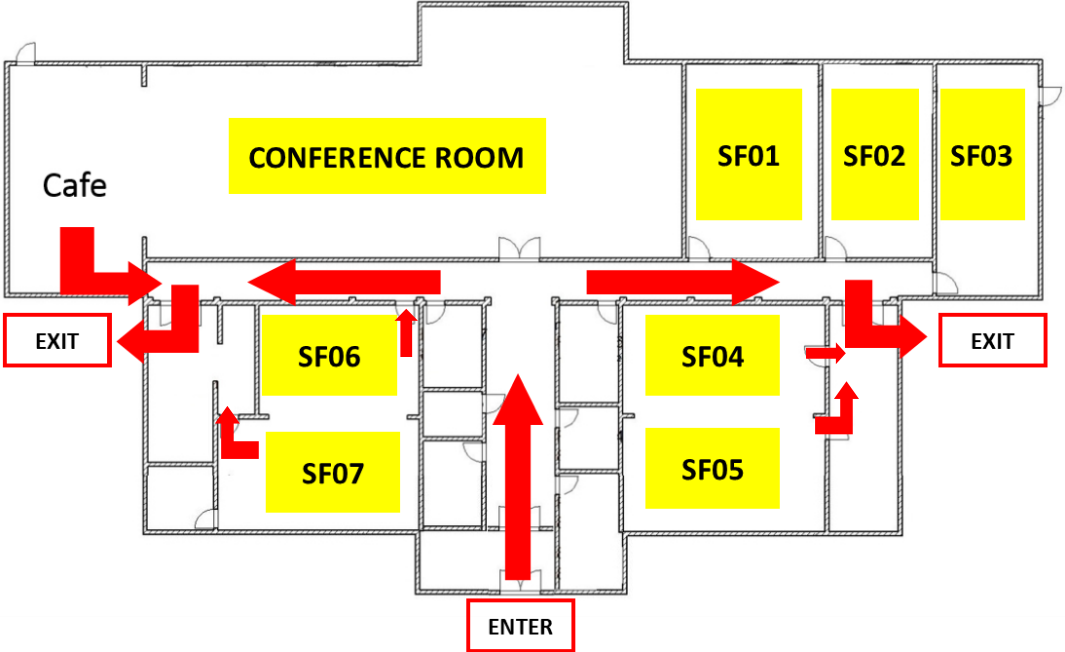 CONFERENCE ROOM
SF01
SF02
SF03
Cafe
EXIT
SF06
SF04
EXIT
SF07
SF05
ENTER